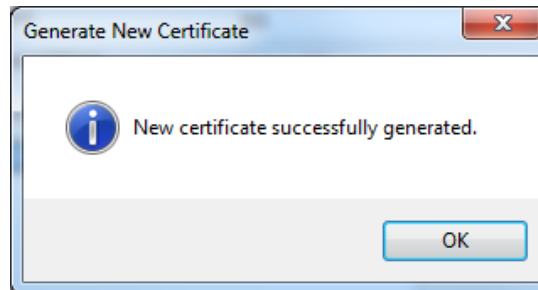 Generate New Certificate
New certificate successfully generated.
OK